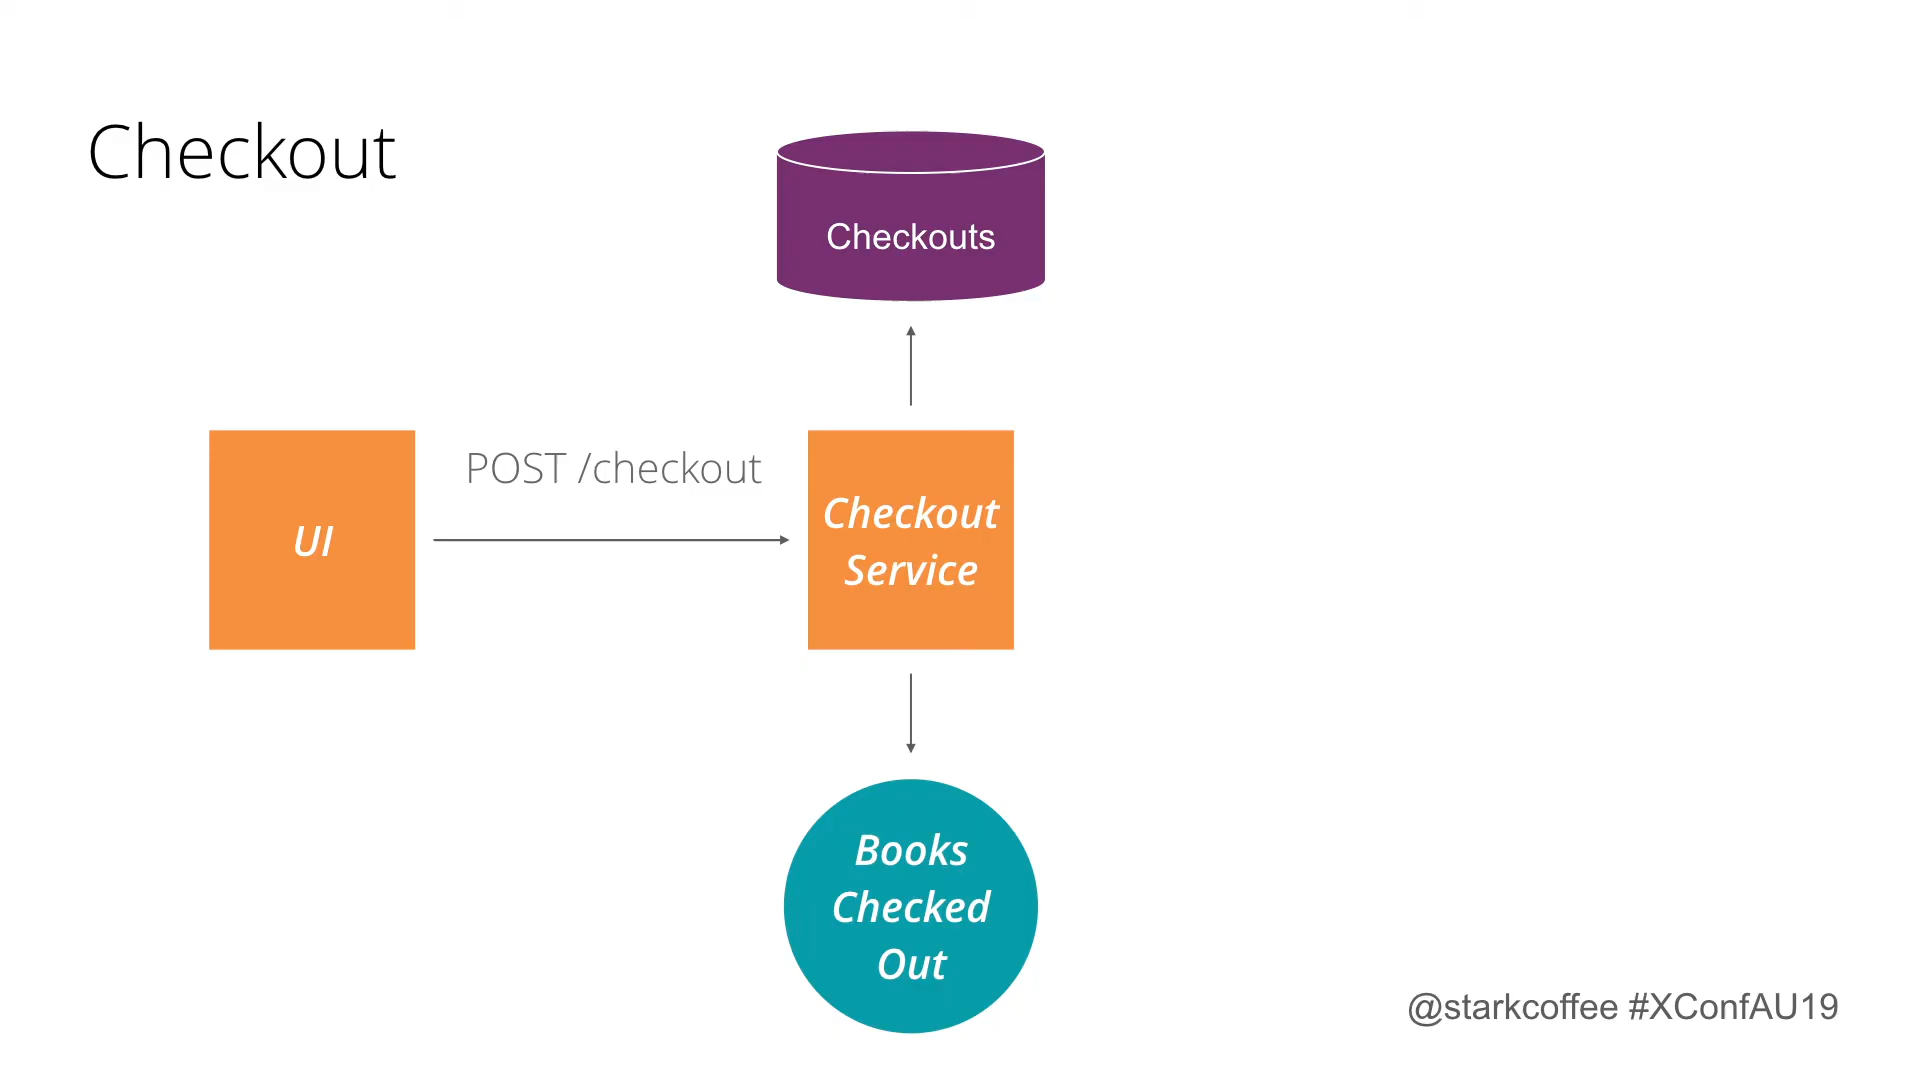 Checkout
Checkouts
POST /checkout
UI
Checkout
Service
Books
Checked
Out
@starkcoffee #XConfAU19